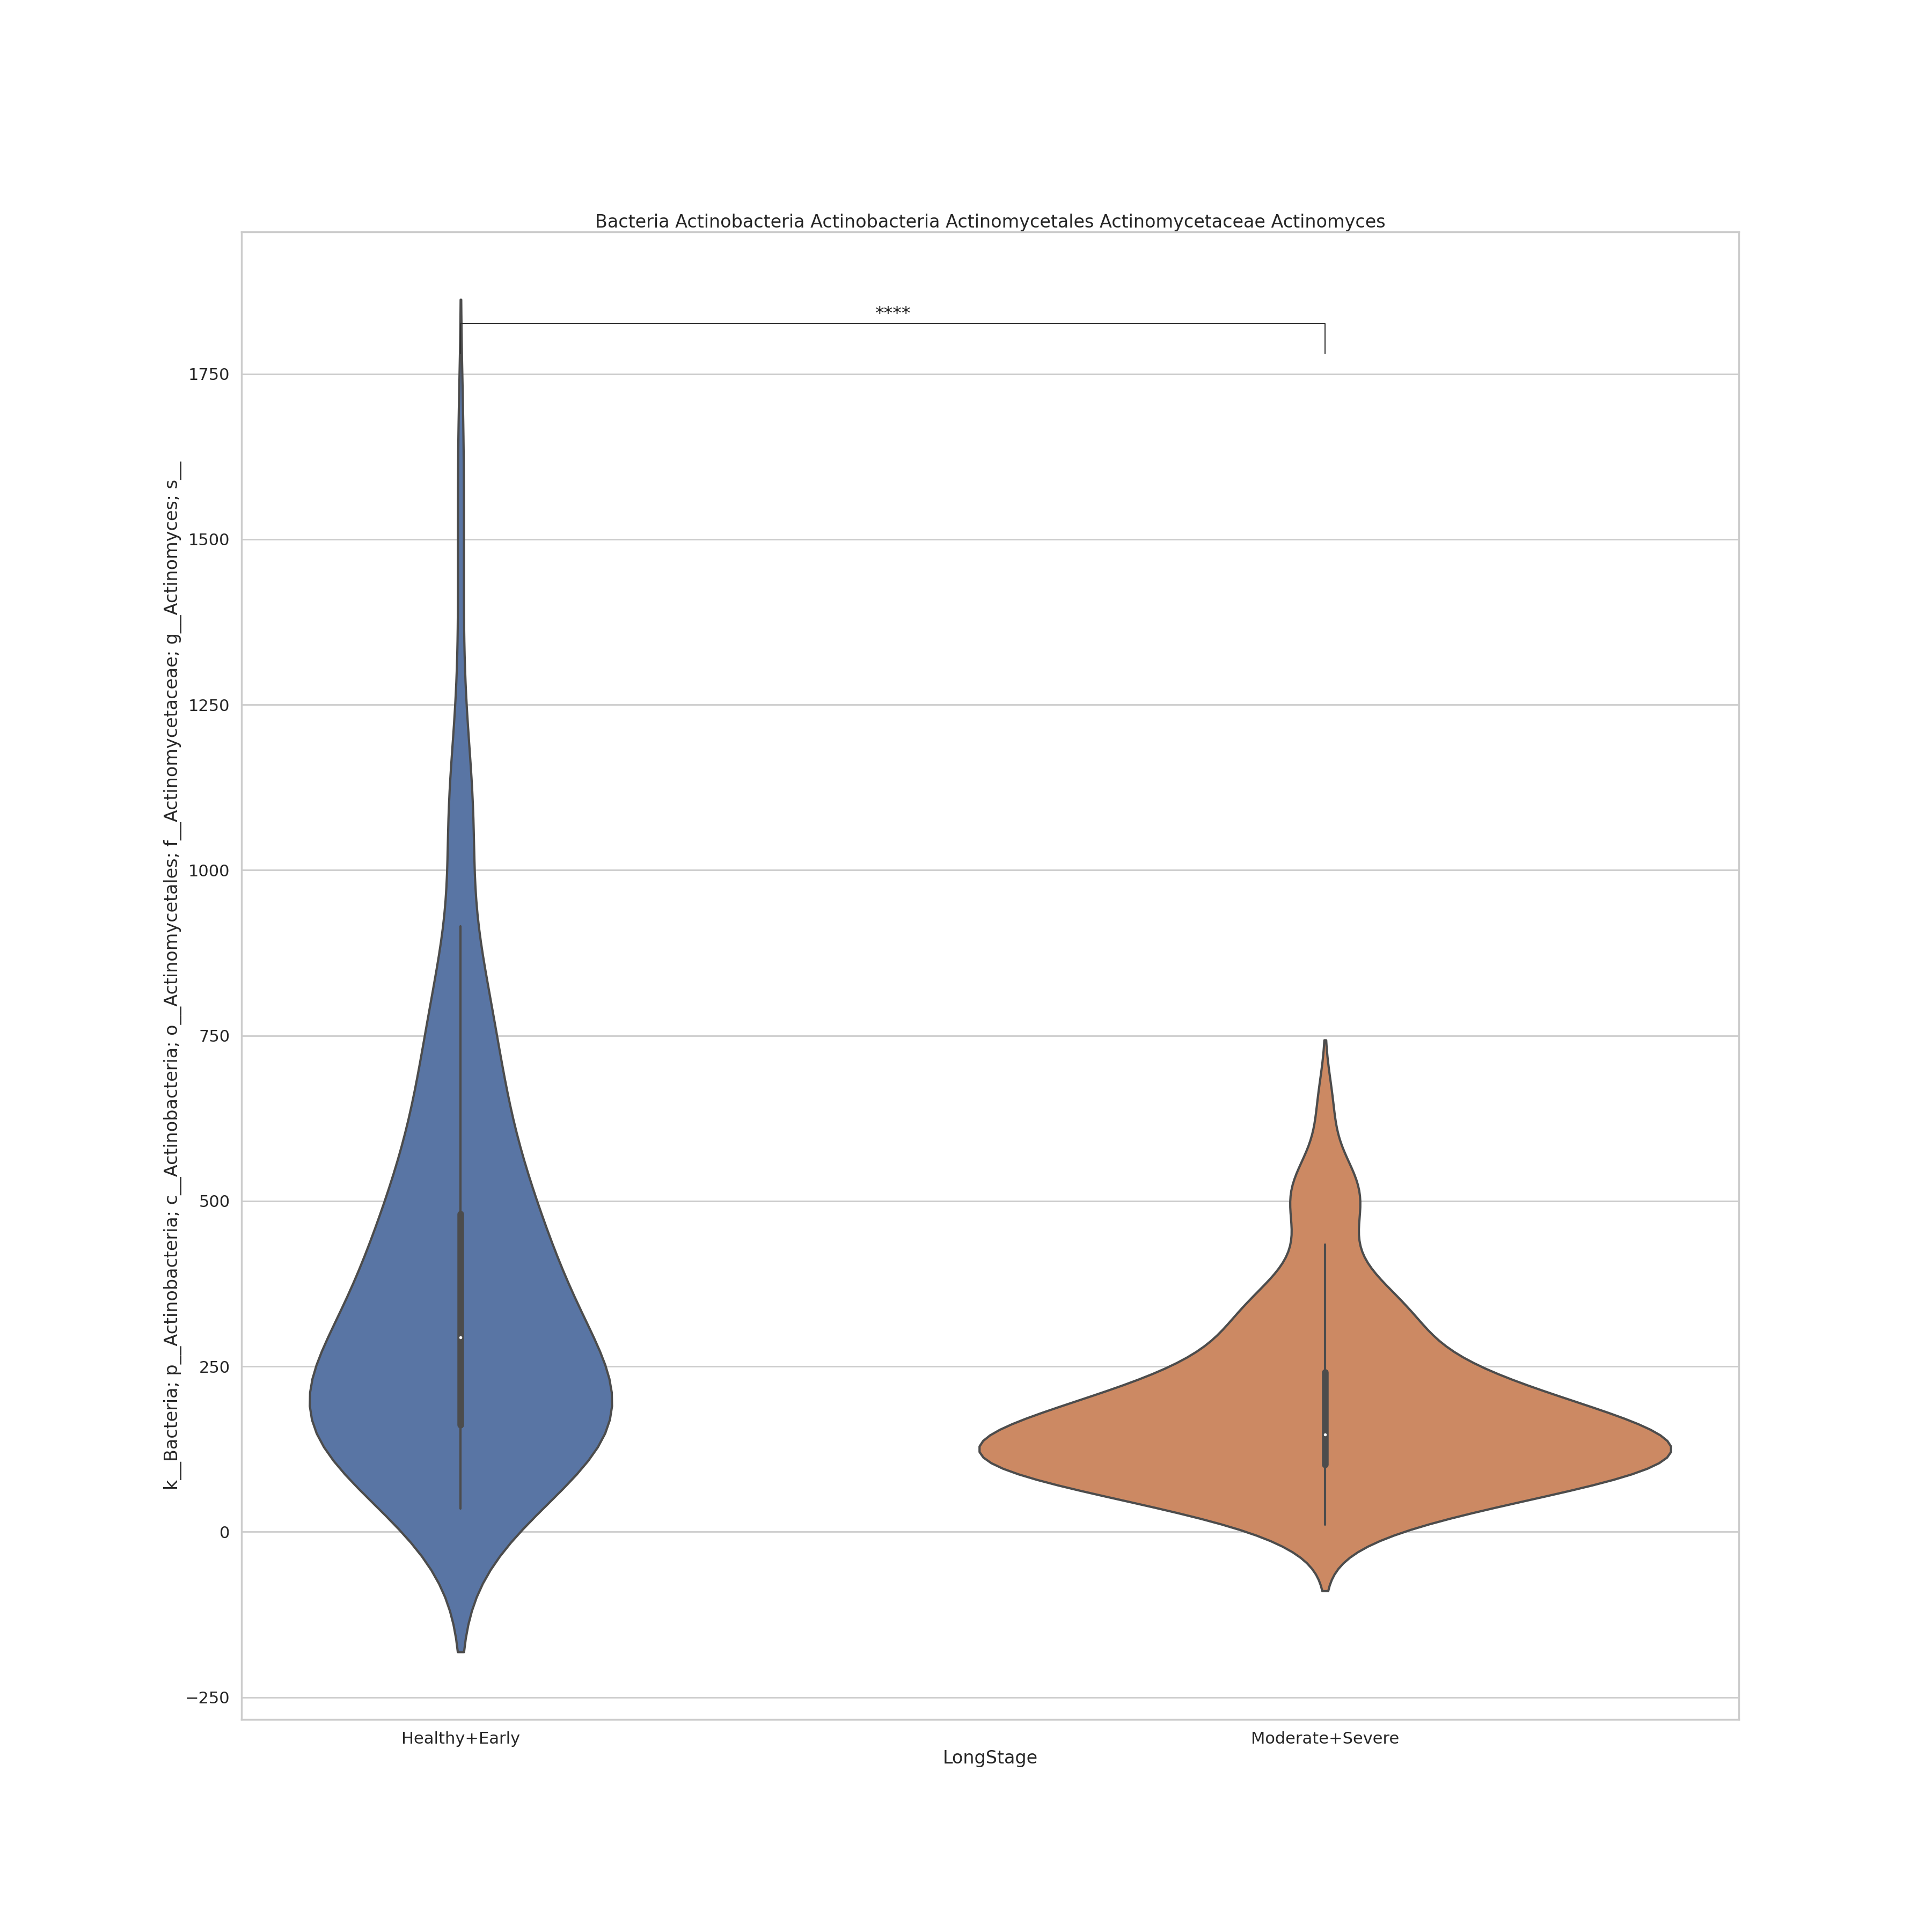 Bacteria Actinobacteria Actinobacteria Actinomycetales Actinomycetaceae Actinomyces
****
k__Bacteria; p__Actinobacteria; c__Actinobacteria; o__Actinomycetales; f__Actinomycetaceae; g__Actinomyces; s__
1750
1500
1250
1000
750
500
250
0
−250
Healthy+Early
Moderate+Severe
LongStage